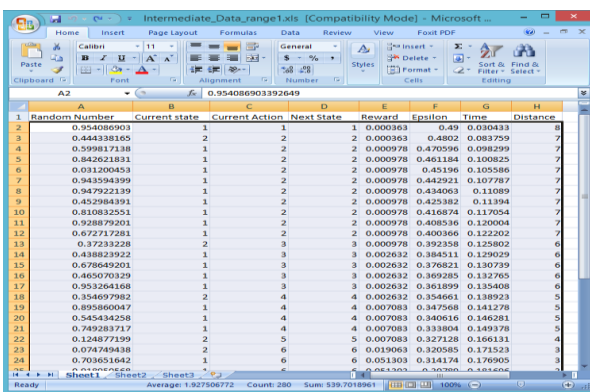 Intermediate_Data_range1.xls [Compatibility Mode] - Microsoft ...
Home Insert Page Layout Formulas Data Review View Foxit PDF
Paste
Calibri 11
B I U
General
$ % ,
Styles
Insert
Delete
Format
Sort & Filter
Find & Select
Clipboard Font Alignment Number Cells Editing
A2 fx 0.954086903392649
A B C D E F G H
1 Random Number Current state Current Action Next State Reward Epsilon Time Distance
2 0.954086903 1 1 1 0.000363 0.49 0.030433 8
3 0.444338165 2 2 2 0.000363 0.4802 0.083759 7
4 0.599817138 1 2 2 0.000978 0.470596 0.098299 7
5 0.842621831 1 2 2 0.000978 0.461184 0.100825 7
6 0.031200453 1 2 2 0.000978 0.45196 0.105586 7
7 0.943594399 1 2 2 0.000978 0.442921 0.107787 7
8 0.947922139 1 2 2 0.000978 0.434063 0.11089 7
9 0.452984391 1 2 2 0.000978 0.425382 0.11394 7
10 0.810832551 1 2 2 0.000978 0.416874 0.117054 7
11 0.928879201 1 2 2 0.000978 0.408536 0.120004 7
12 0.672717281 1 2 2 0.000978 0.400366 0.122202 7
13 0.37233228 2 3 3 0.000978 0.392358 0.125802 6
14 0.438823922 1 3 3 0.002632 0.384511 0.129029 6
15 0.678649201 1 3 3 0.002632 0.376821 0.130739 6
16 0.465070329 1 3 3 0.002632 0.369285 0.132765 6
17 0.953264168 1 3 3 0.002632 0.361899 0.135408 6
18 0.354697982 2 4 4 0.002632 0.354661 0.138923 5
19 0.895860047 1 4 4 0.007083 0.347568 0.141278 5
20 0.545434258 1 4 4 0.007083 0.340616 0.146281 5
21 0.749283717 1 4 4 0.007083 0.333804 0.149378 5
22 0.124877199 2 5 5 0.007083 0.327128 0.166131 4
23 0.074749438 2 6 6 0.019063 0.320585 0.171523 3
24 0.703651642 1 6 6 0.051303 0.314174 0.176905 3
Sheet1 Sheet2 Sheet3
Ready Average: 1.927506772 Count: 280 Sum: 539.7018961 100%